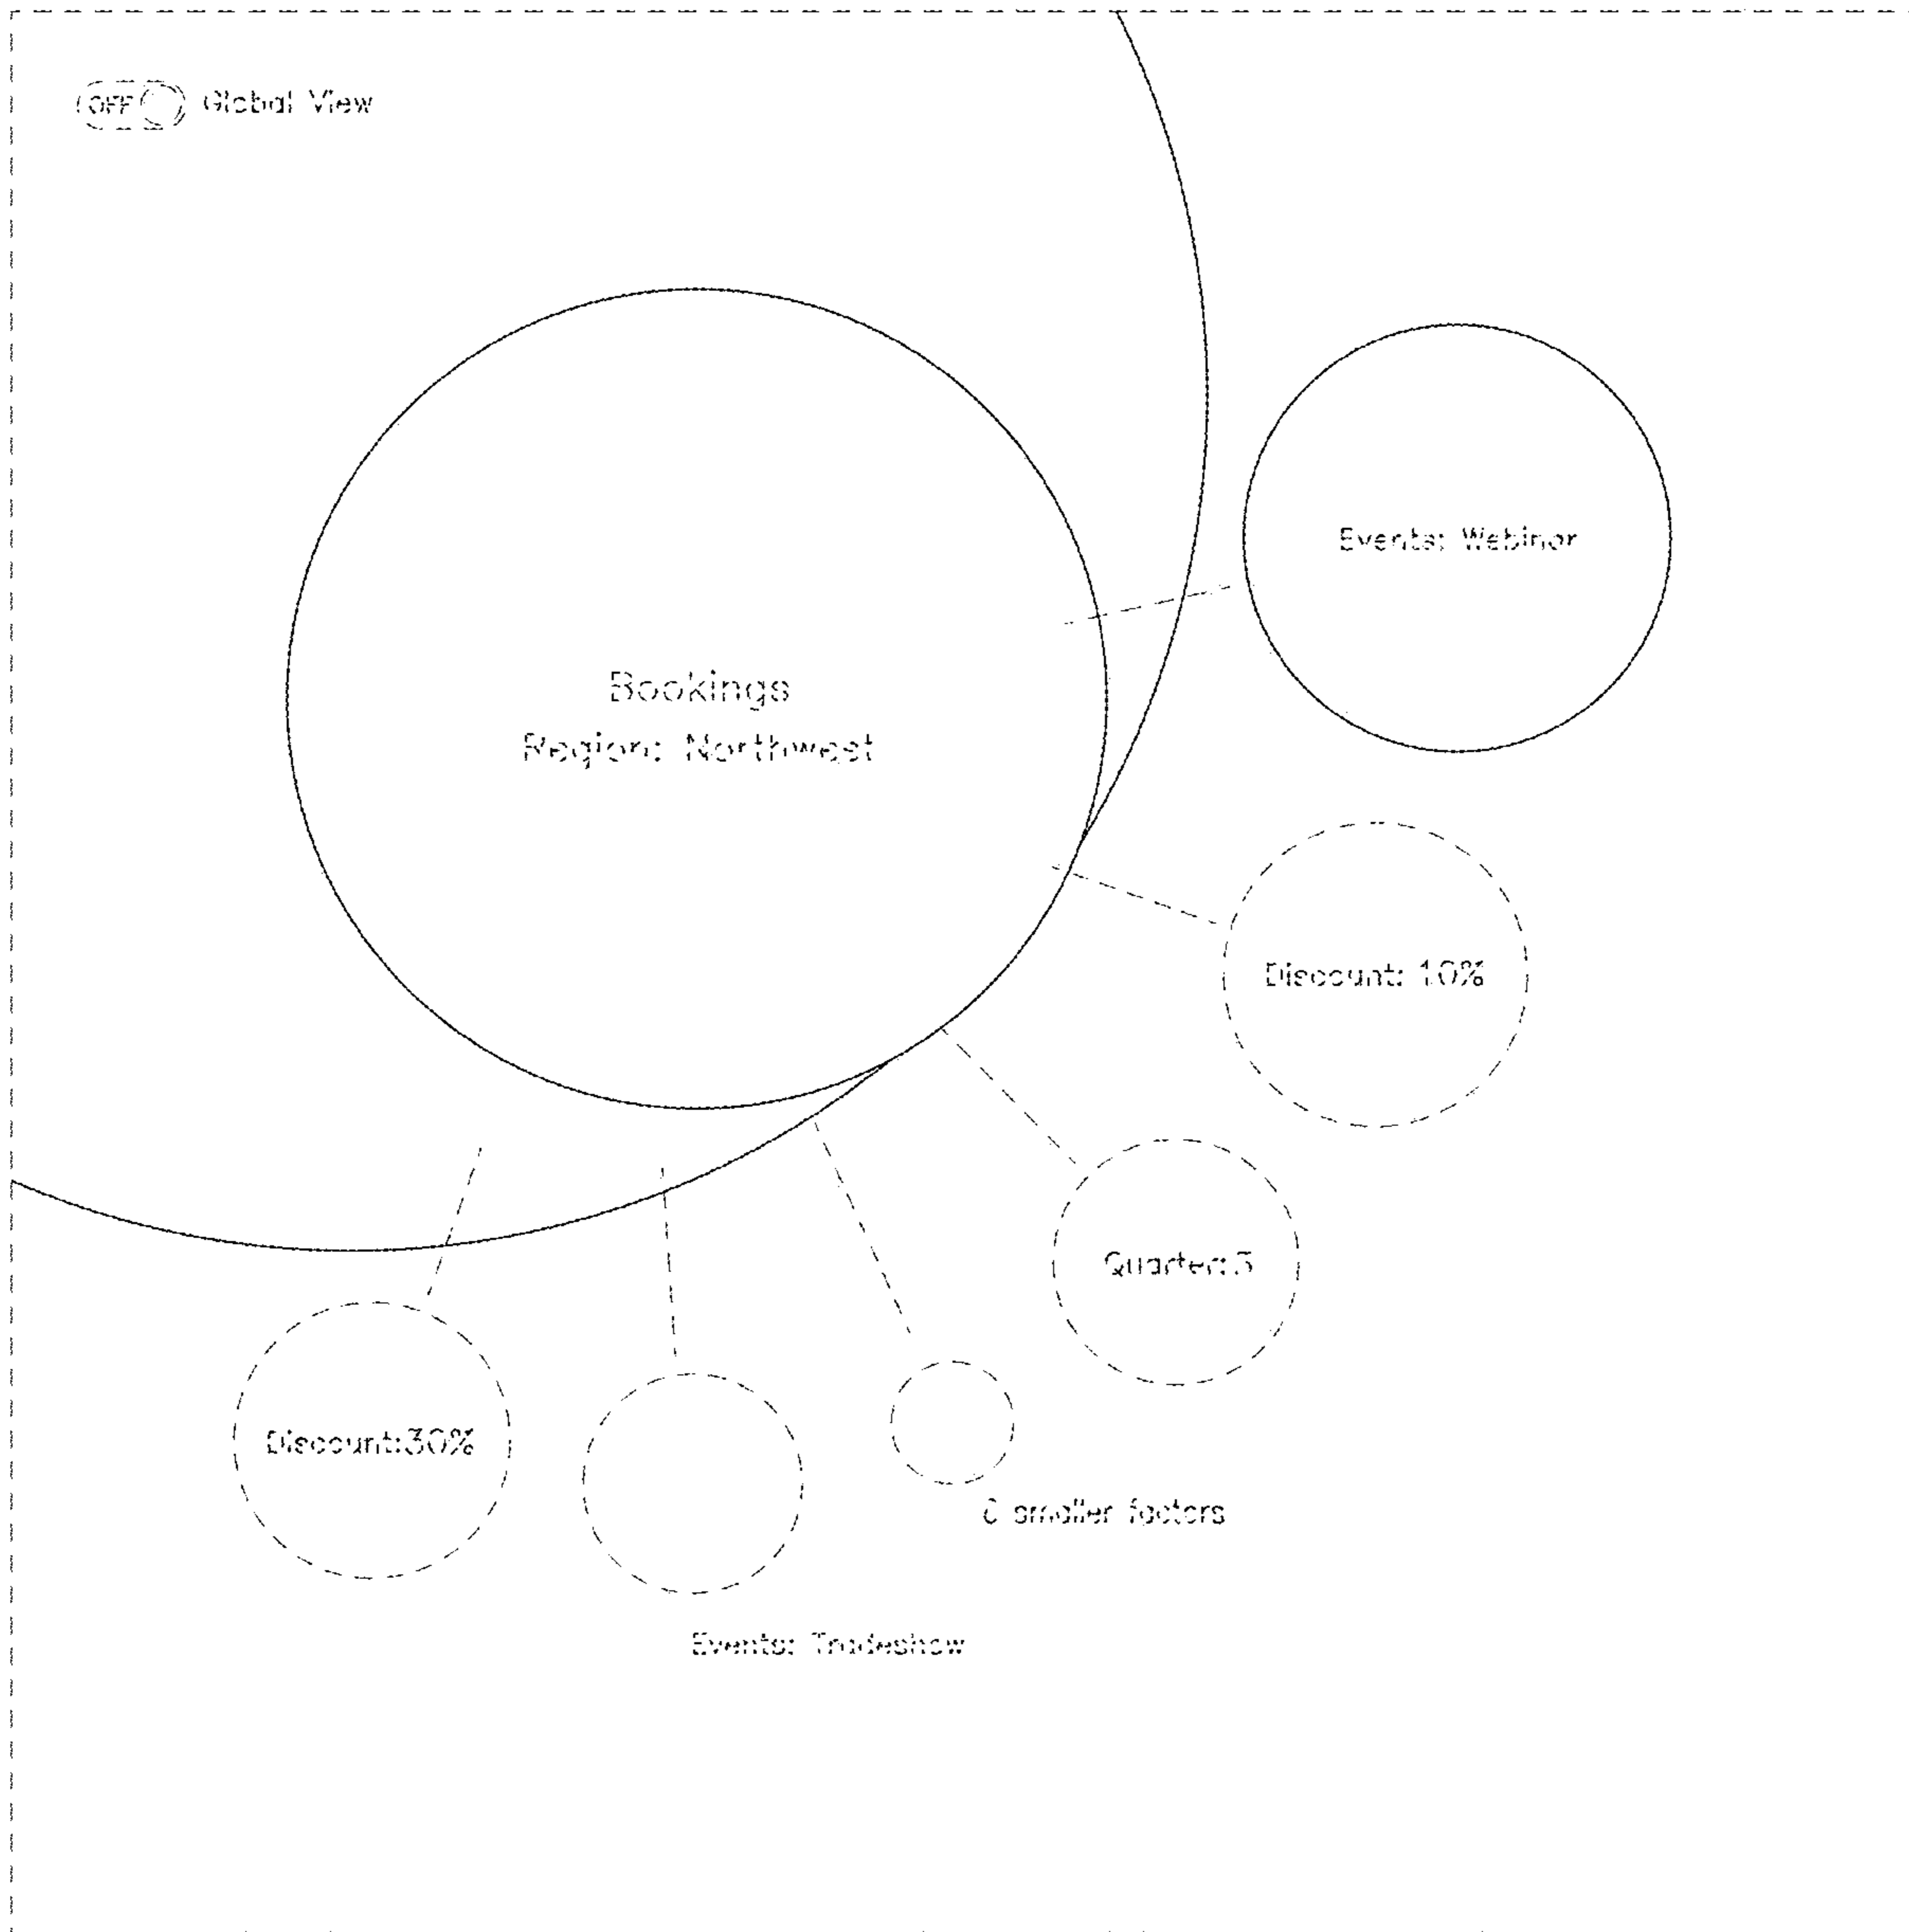 OFF Global View
Events: Webinar
Bookings
Region: Northwest
Discount: 10%
Quarter:3
Discount:30%
smaller factors
Events: Tradeshow